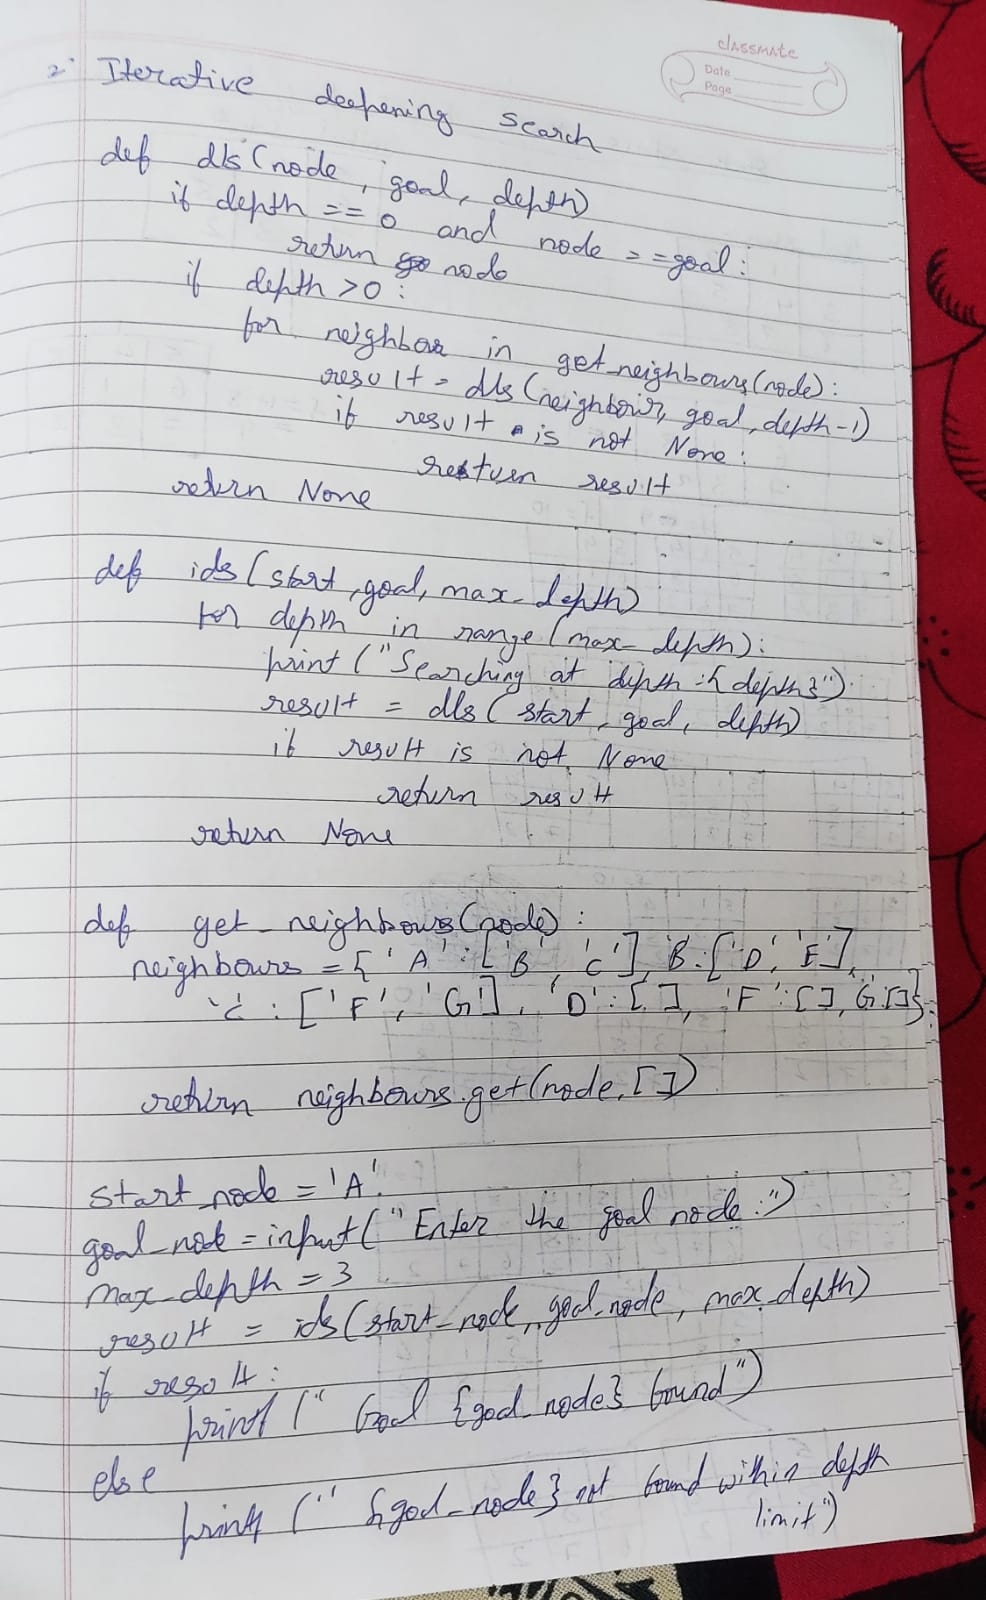 classmate
Date
Page
2. Iterative deepening search
def dls(node, goal, depth)
if depth == 0 and node == goal:
return node
if depth > 0:
for neighbour in get_neighbours(node):
result = dls(neighbour, goal, depth-1)
if result is not None:
return result
return None
def ids(start, goal, max_depth)
for depth in range(max_depth):
print("Searching at depth :{depth}")
result = dls(start, goal, depth)
if result is not None
return result
return None
def get_neighbours(node):
neighbours = {'A':['B','C'], B:['D','E'],
'C':['F','G'], 'D':[], 'F':[], G:[]}
return neighbours.get(node,[])
start_node = 'A'
goal_node = input("Enter the goal node:")
max_depth = 3
result = ids(start_node, goal_node, max_depth)
if result:
print("Goal {goal_node} found")
else
print("{goal_node} not found within depth
limit")